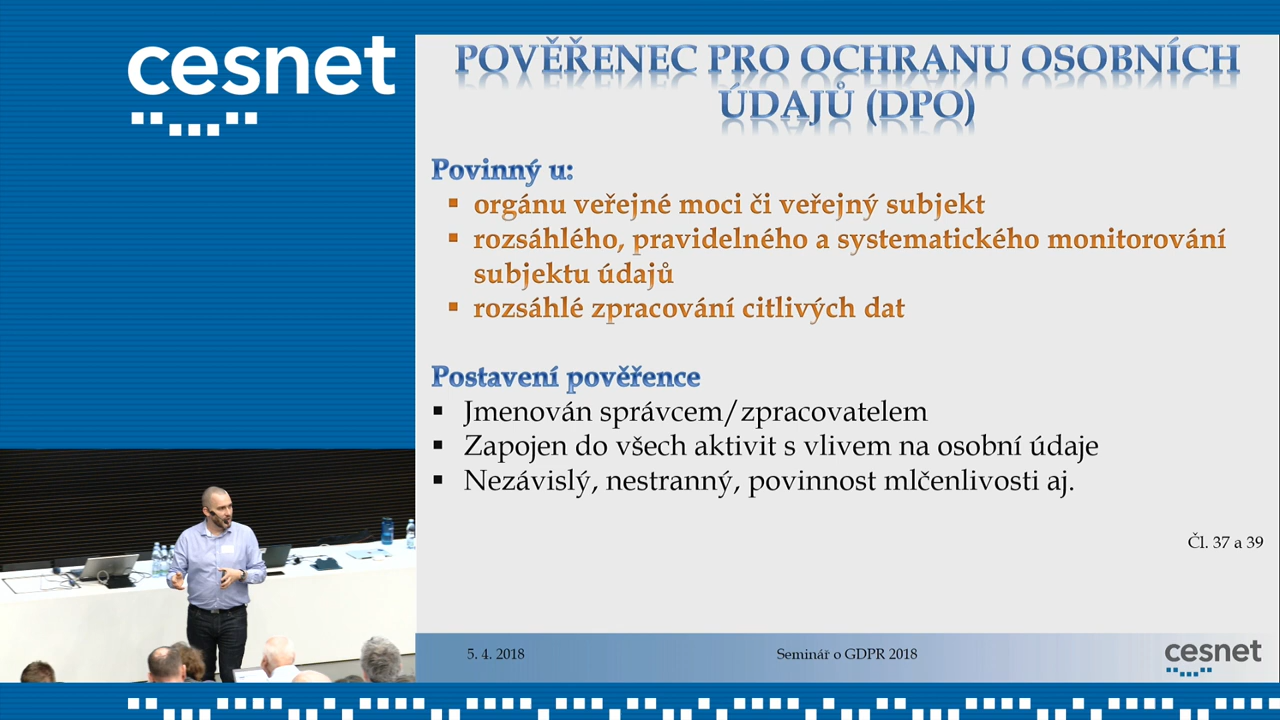 cesnet
POVĚŘENEC PRO OCHRANU OSOBNÍCH
ÚDAJŮ (DPO)
Povinný u:
▪ orgánu veřejné moci či veřejný subjekt
▪ rozsáhlého, pravidelného a systematického monitorování
subjektu údajů
▪ rozsáhlé zpracování citlivých dat
Postavení pověřence
▪ Jmenován správcem/zpracovatelem
▪ Zapojen do všech aktivit s vlivem na osobní údaje
▪ Nezávislý, nestranný, povinnost mlčenlivosti aj.
Čl. 37 a 39
5. 4. 2018
Seminář o GDPR 2018
cesnet